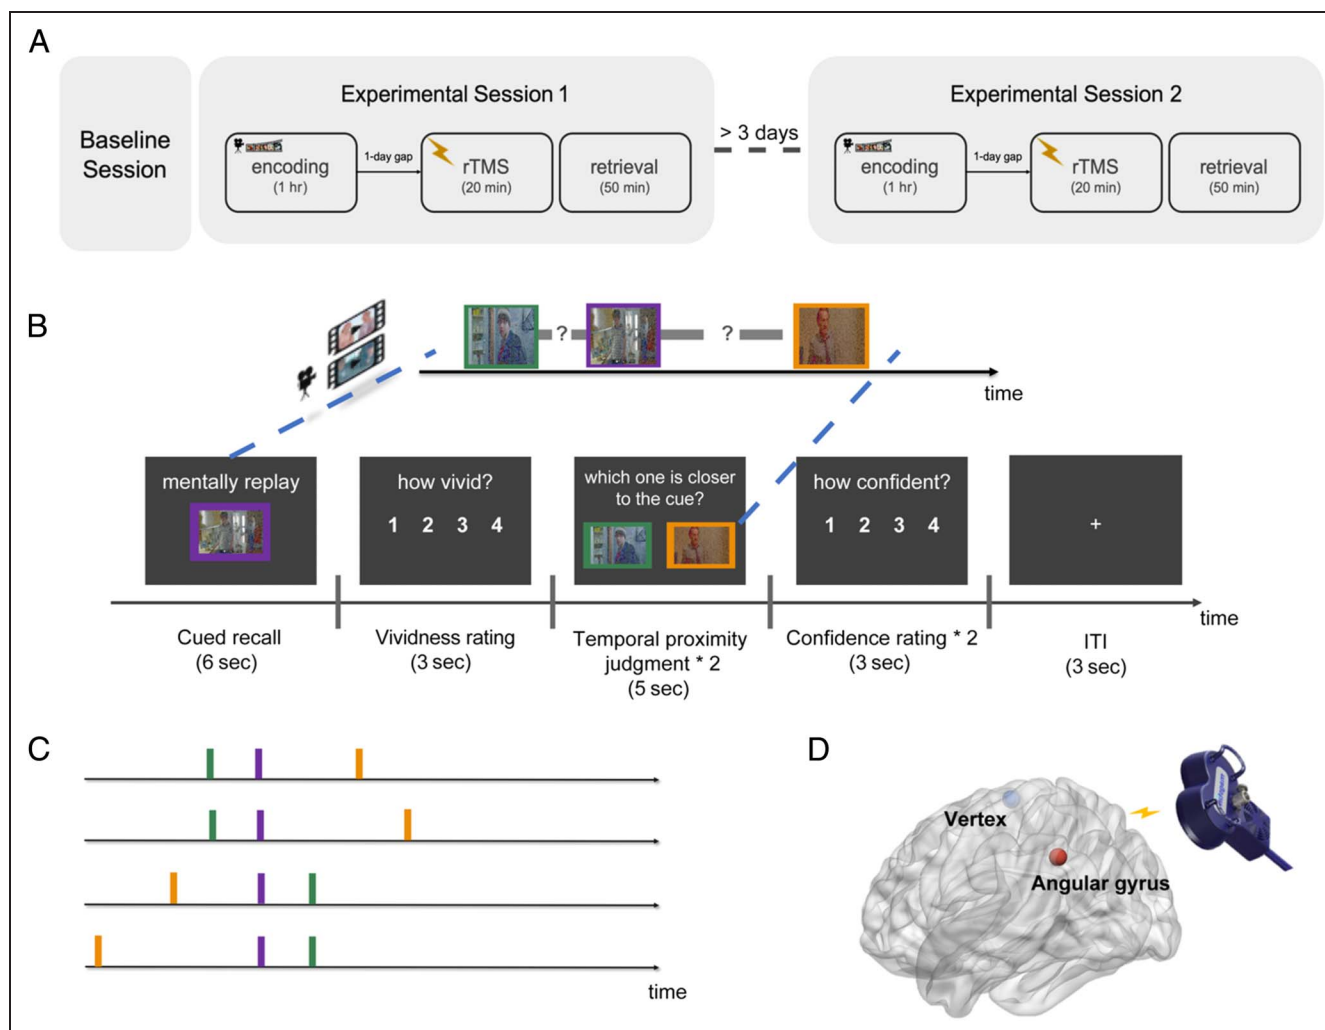 A
Baseline
Session
Experimental Session 1
encoding
(1 hr)
1-day gap
rTMS
(20 min)
retrieval
(50 min)
> 3 days
Experimental Session 2
encoding
(1 hr)
1-day gap
rTMS
(20 min)
retrieval
(50 min)
B
?
?
time
mentally replay
how vivid?
1 2 3 4
which one is closer
to the cue?
how confident?
1 2 3 4
+
time
Cued recall
(6 sec)
Vividness rating
(3 sec)
Temporal proximity
judgment * 2
(5 sec)
Confidence rating * 2
(3 sec)
ITI
(3 sec)
C
time
D
Vertex
Angular gyrus